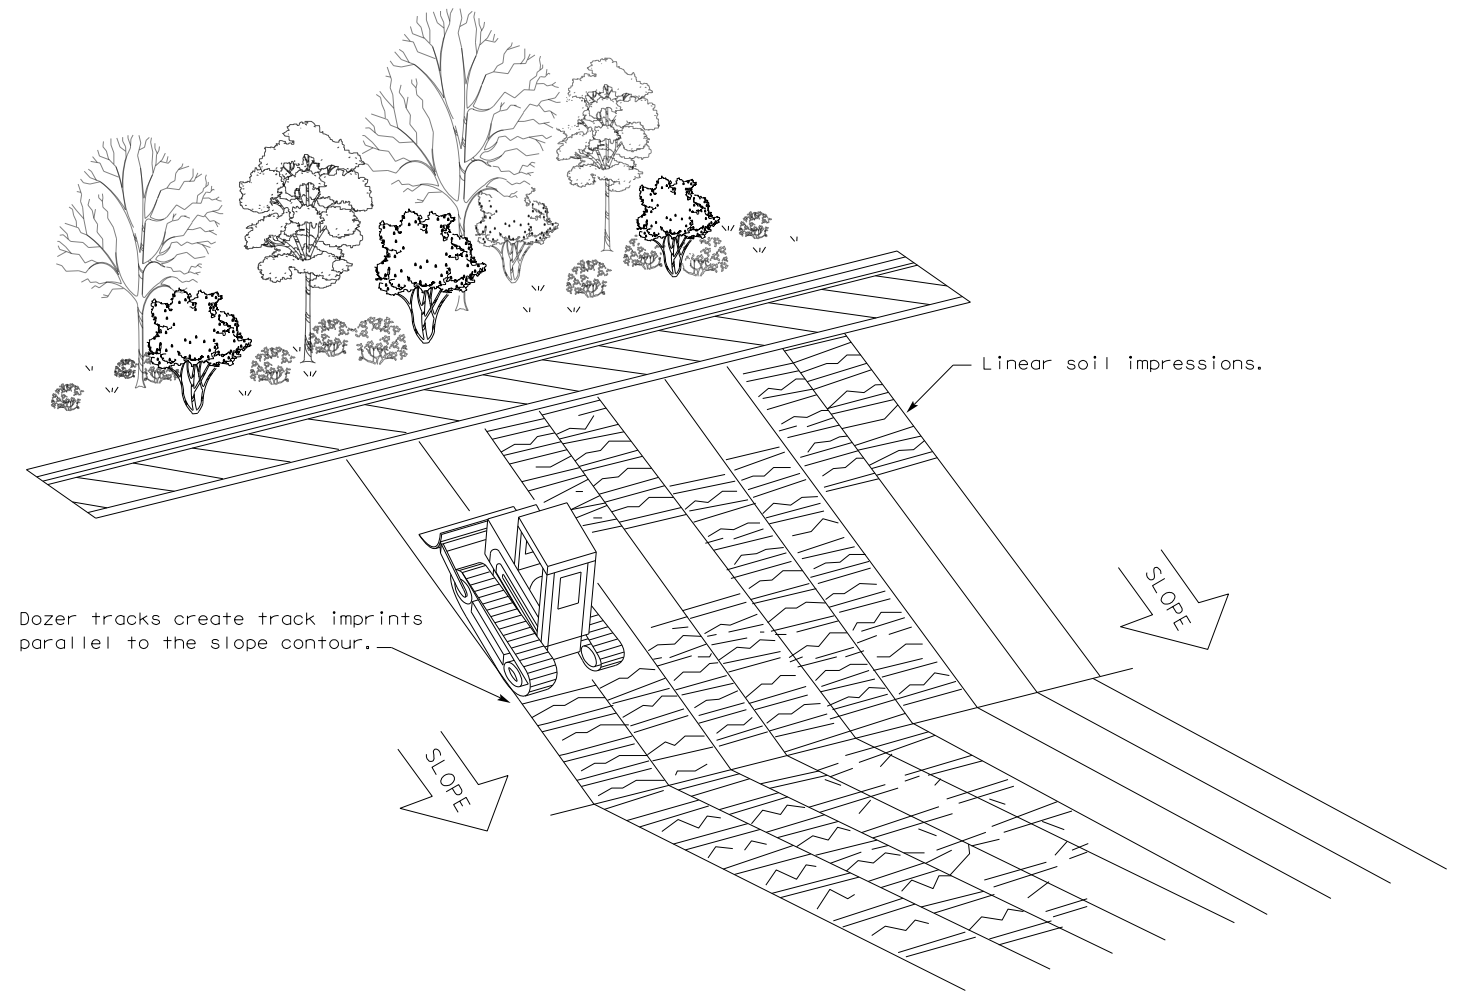 Linear soil impressions.
SLOPE
Dozer tracks create track imprints
parallel to the slope contour.
SLOPE